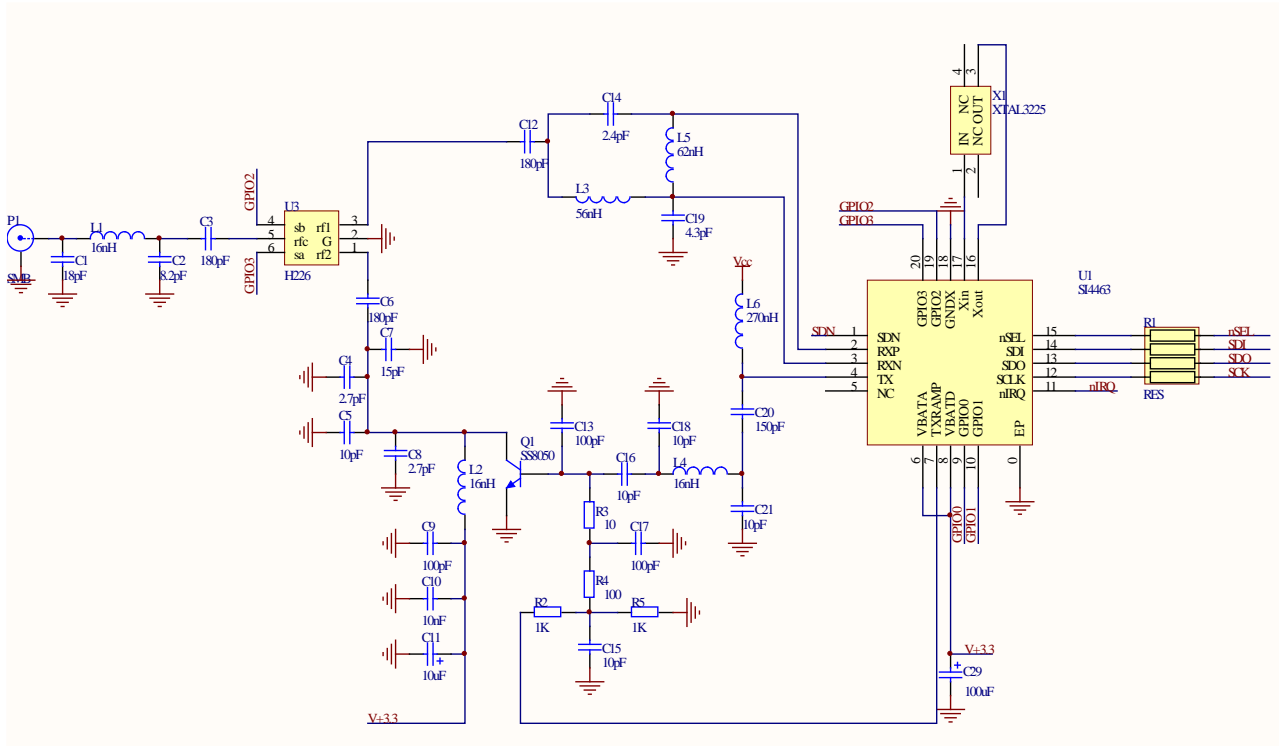 P1
SMB
L1
16nH
C1
18pF
C2
8.2pF
C3
180pF
GPIO2
GPIO3
U3
4
5
6
sb rf1
rfc G
sa rf2
3
2
1
H226
C6
180pF
C7
15pF
C4
2.7pF
C5
10pF
C8
2.7pF
L2
16nH
C9
100pF
C10
10nF
C11
+
10uF
V+3.3
Q1
SS8050
C12
180pF
C14
2.4pF
L3
56nH
L5
62nH
C19
4.3pF
Vcc
L6
270nH
C20
150pF
C21
10pF
C13
100pF
C16
10pF
C18
10pF
L4
16nH
R3
10
C17
100pF
R4
100
R2
1K
R5
1K
C15
10pF
X1
XTAL3225
4
3
NC
OUT
IN
NC
1
2
GPIO2
GPIO3
20
19
18
17
16
U1
SI4463
GPIO3
GPIO2
GNDX
Xin
Xout
SDN
1
2
3
4
5
SDN
RXP
RXN
TX
NC
nSEL
SDI
SDO
SCLK
nIRQ
15
14
13
12
11
nIRQ
R1
RES
nSEL
SDI
SDO
SCK
VBATA
TXRAMP
VBATD
GPIO0
GPIO1
EP
6
7
8
9
10
0
GPIO0
GPIO1
V+3.3
+
C29
100uF